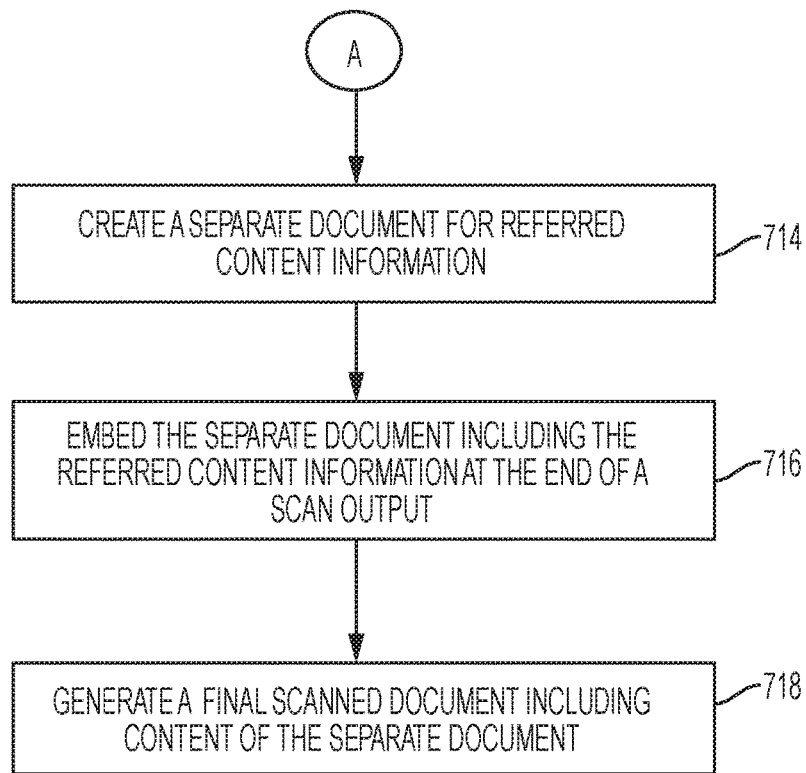 A
CREATE A SEPARATE DOCUMENT FOR REFERRED
CONTENT INFORMATION
714
EMBED THE SEPARATE DOCUMENT INCLUDING THE
REFERRED CONTENT INFORMATION AT THE END OF A
SCAN OUTPUT
716
GENERATE A FINAL SCANNED DOCUMENT INCLUDING
CONTENT OF THE SEPARATE DOCUMENT
718